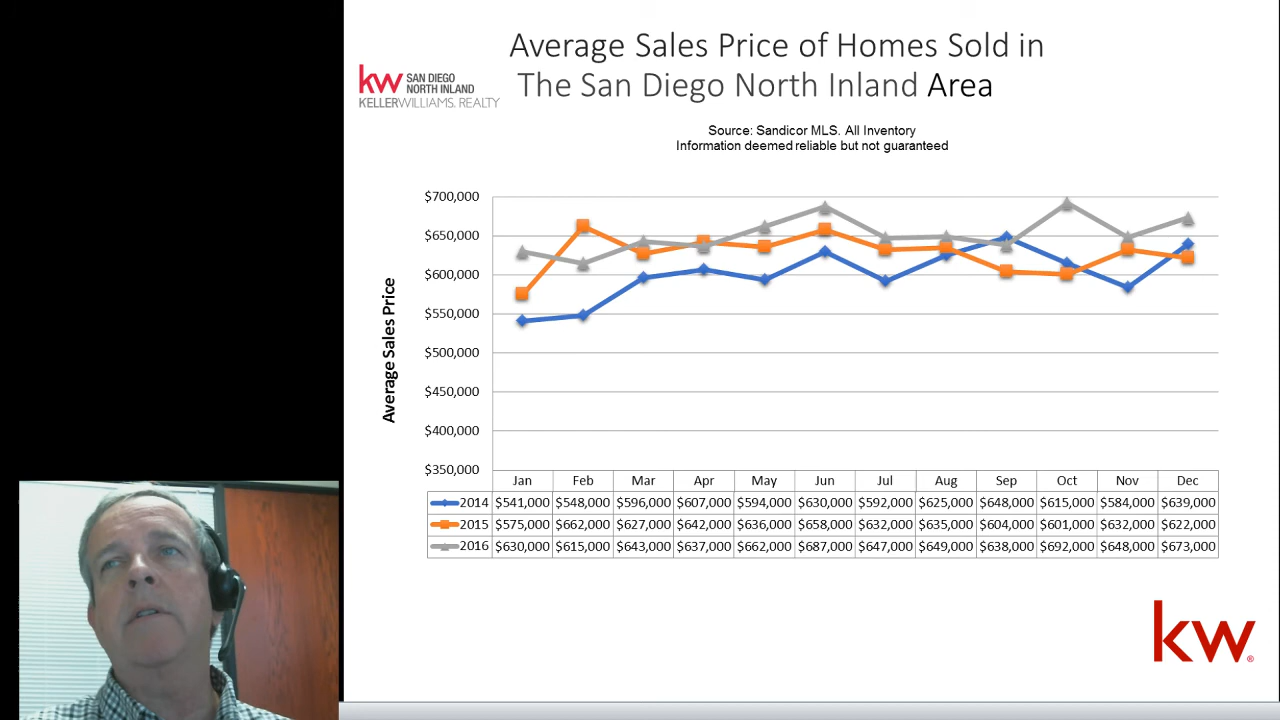 Average Sales Price of Homes Sold in
The San Diego North Inland Area
kw SAN DIEGO
NORTH INLAND
KELLERWILLIAMS. REALTY
Source: Sandicor MLS. All Inventory
Information deemed reliable but not guaranteed
Average Sales Price
$700,000
$650,000
$600,000
$550,000
$500,000
$450,000
$400,000
$350,000
Jan Feb Mar Apr May Jun Jul Aug Sep Oct Nov Dec
2014 $541,000 $548,000 $596,000 $607,000 $594,000 $630,000 $592,000 $625,000 $648,000 $615,000 $584,000 $639,000
2015 $575,000 $662,000 $627,000 $642,000 $636,000 $658,000 $632,000 $635,000 $604,000 $601,000 $632,000 $622,000
2016 $630,000 $615,000 $643,000 $637,000 $662,000 $687,000 $647,000 $649,000 $638,000 $692,000 $648,000 $673,000
kw®